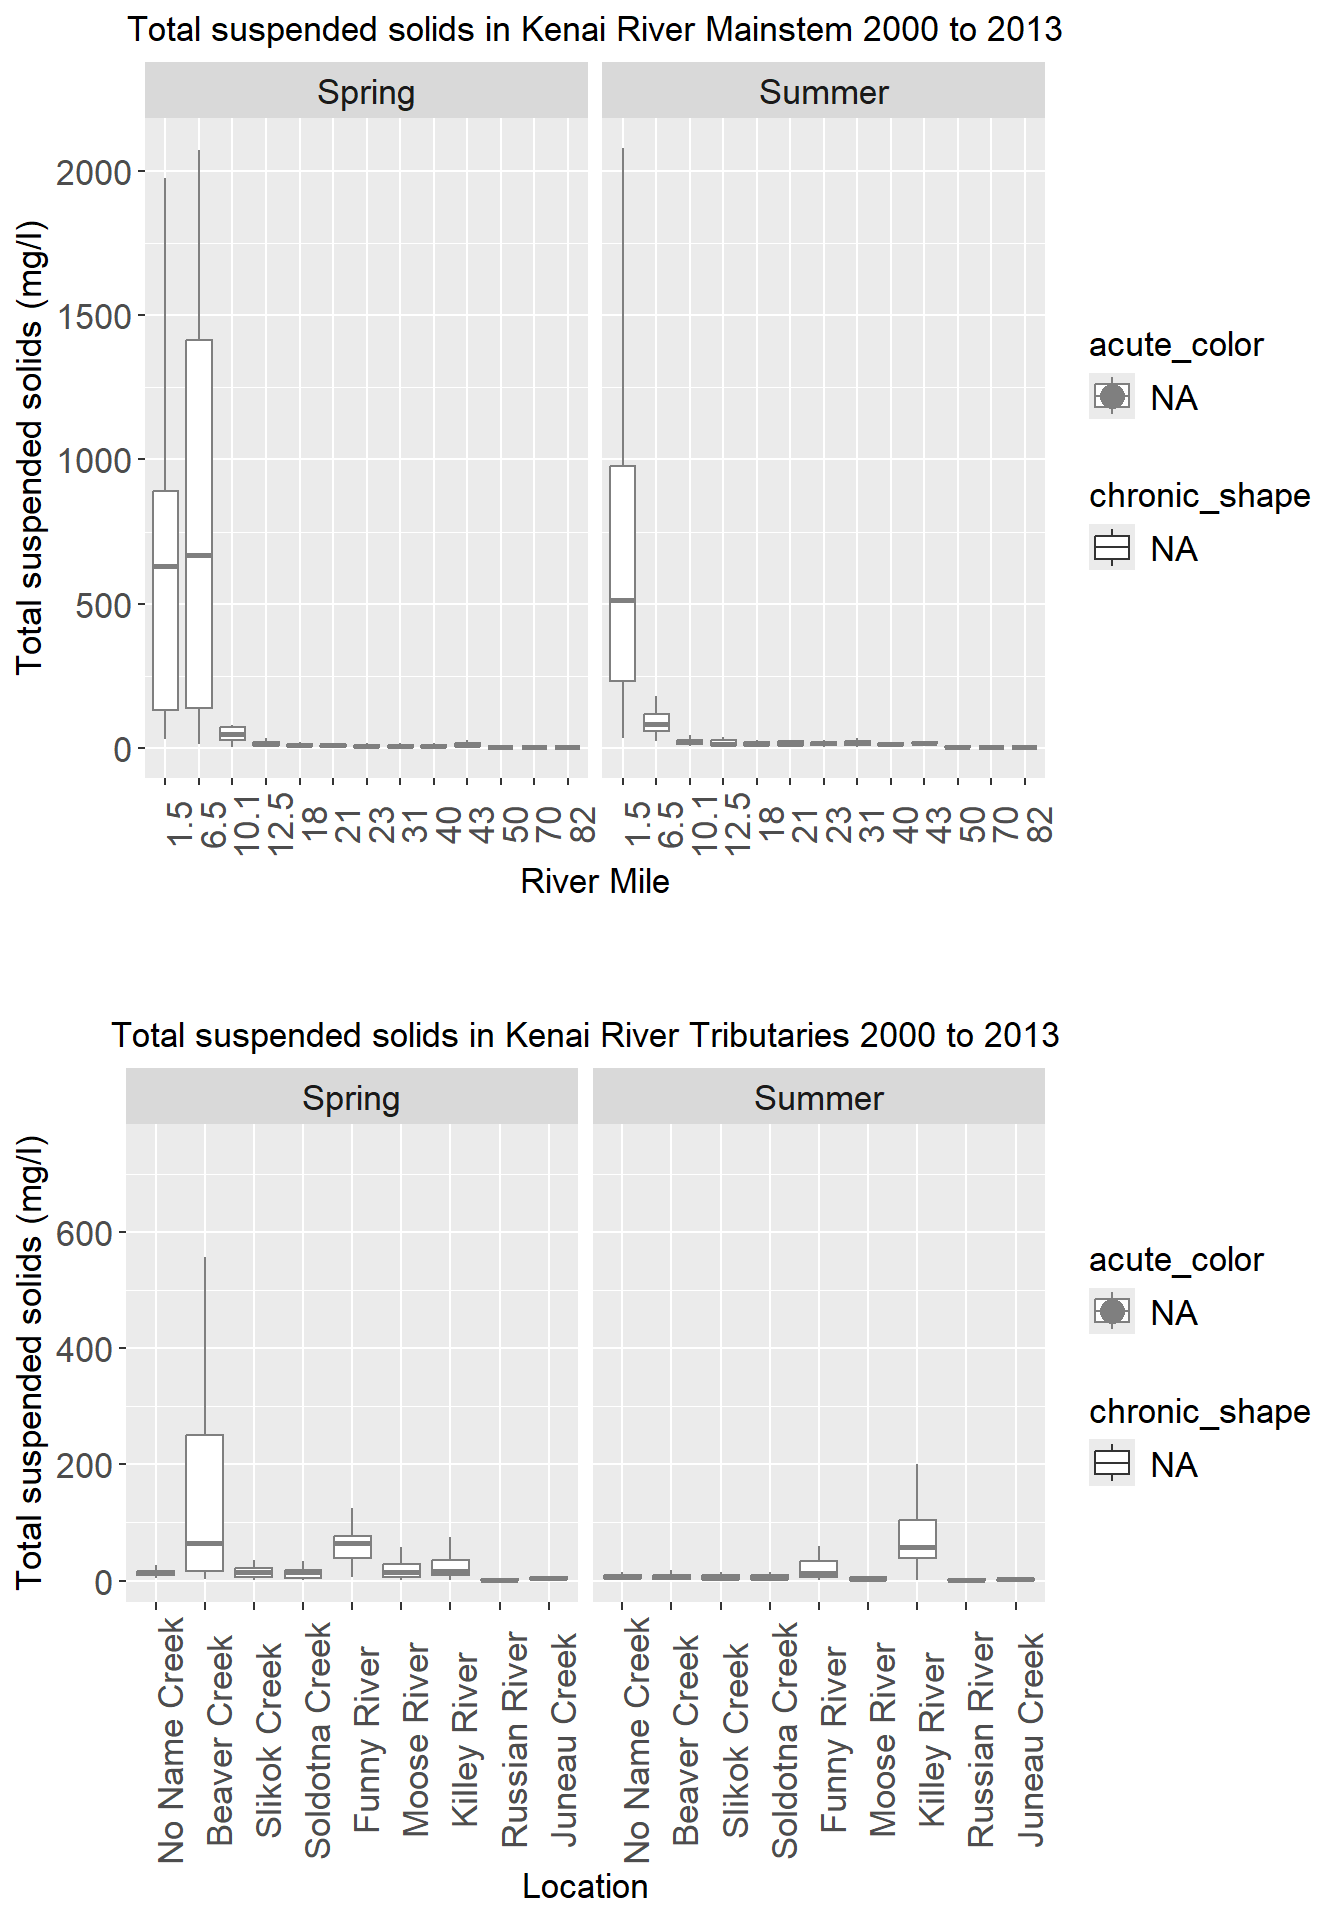 Total suspended solids in Kenai River Mainstem 2000 to 2013
Spring
Summer
Total suspended solids (mg/l)
2000
1500
1000
500
0
1.5
6.5
10.1
12.5
18
21
23
31
40
43
50
70
82
1.5
6.5
10.1
12.5
18
21
23
31
40
43
50
70
82
River Mile
acute_color
NA
chronic_shape
NA
Total suspended solids in Kenai River Tributaries 2000 to 2013
Spring
Summer
Total suspended solids (mg/l)
600
400
200
0
No Name Creek
Beaver Creek
Slikok Creek
Soldotna Creek
Funny River
Moose River
Killey River
Russian River
Juneau Creek
No Name Creek
Beaver Creek
Slikok Creek
Soldotna Creek
Funny River
Moose River
Killey River
Russian River
Juneau Creek
Location
acute_color
NA
chronic_shape
NA